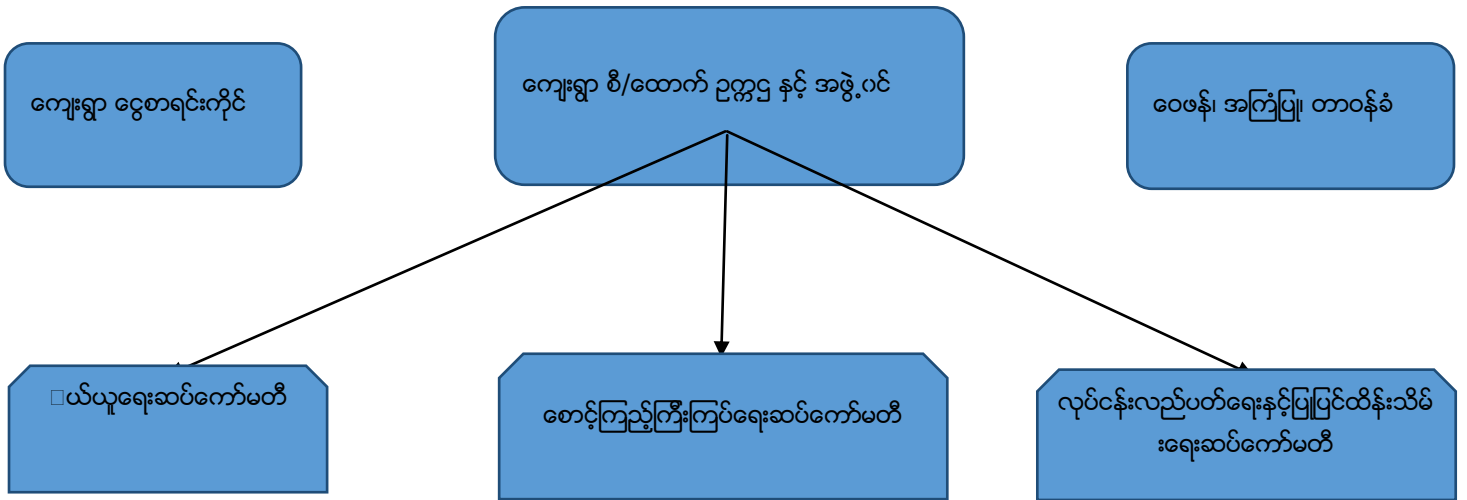 ကျေးရွာ ငွေစာရင်းကိုင်
ကျေးရွာ စီ/ထောက် ဥက္ကဌ နှင့် အဖွဲ့ဝင်
ဝေဖန်၊ အကြံပြု၊ တာဝန်ခံ
ယ်ယူရေးဆပ်ကော်မတီ
စောင့်ကြည့်ကြီးကြပ်ရေးဆပ်ကော်မတီ
လုပ်ငန်းလည်ပတ်ရေးနှင့်ပြုပြင်ထိန်းသိမ်
းရေးဆပ်ကော်မတီ